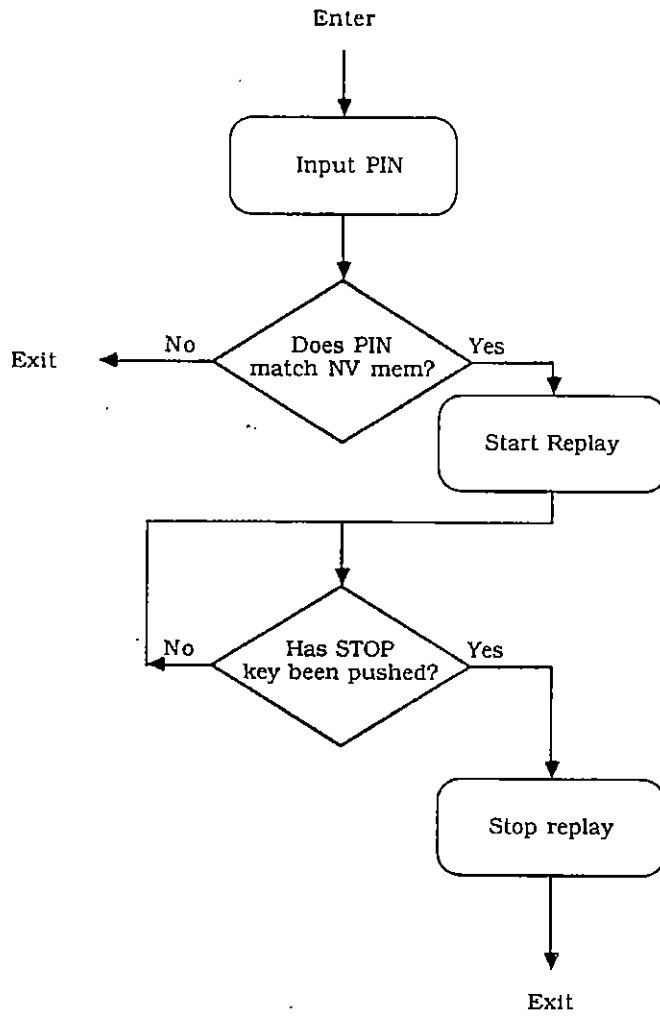 Enter
Input PIN
Does PIN
match NV mem?
No
Yes
Exit
Start Replay
Has STOP
key been pushed?
No
Yes
Stop replay
Exit